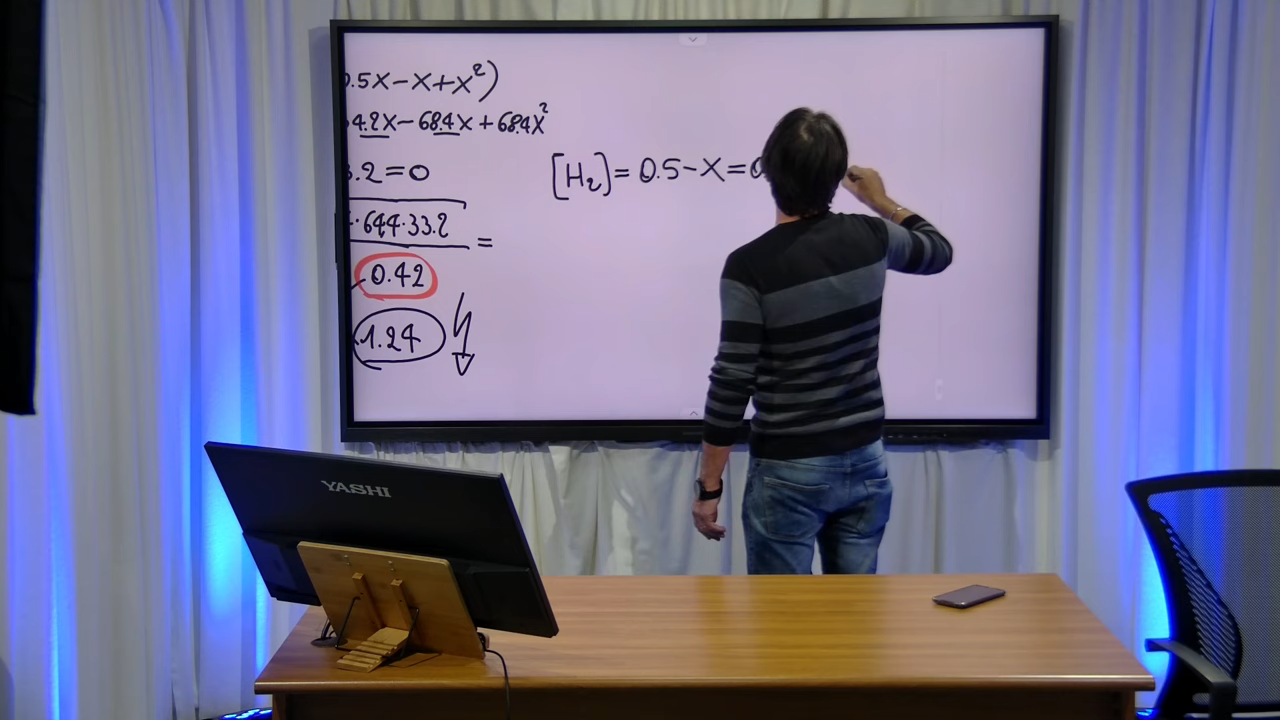 .5X-X+X²)
4.2X-68.4X+68.4X²
.2=0
·644·33.2
=
0.42
1.24
[H₂]=0.5-X=0
YASHI